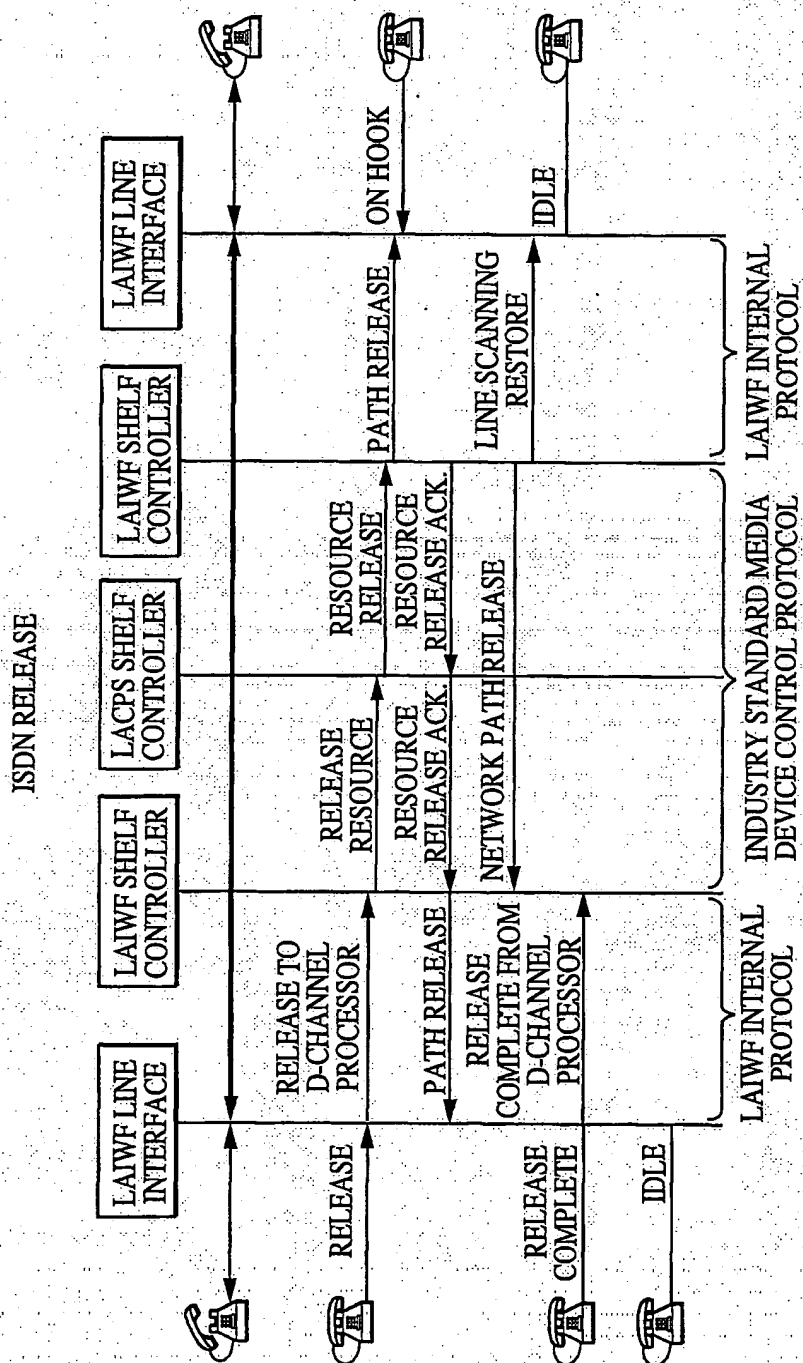 ISDN RELEASE
LAIWF LINE
INTERFACE
LAIWF SHELF
CONTROLLER
LACPS SHELF
CONTROLLER
LAIWF SHELF
CONTROLLER
LAIWF LINE
INTERFACE
RELEASE
RELEASE TO
D-CHANNEL
PROCESSOR
RELEASE
RESOURCE
RESOURCE
RELEASE
PATH RELEASE
ON HOOK
PATH RELEASE
RESOURCE
RELEASE ACK.
RESOURCE
RELEASE ACK.
NETWORK PATH RELEASE
LINE SCANNING
RESTORE
IDLE
RELEASE
COMPLETE
RELEASE
COMPLETE FROM
D-CHANNEL
PROCESSOR
IDLE
LAIWF INTERNAL
PROTOCOL
INDUSTRY STANDARD MEDIA
DEVICE CONTROL PROTOCOL
LAIWF INTERNAL
PROTOCOL